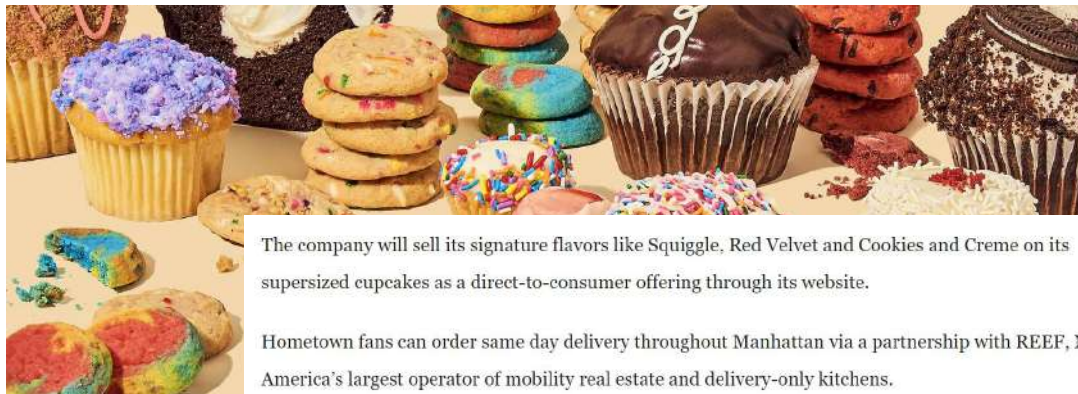 The company will sell its signature flavors like Squiggle, Red Velvet and Cookies and Creme on its
supersized cupcakes as a direct-to-consumer offering through its website.
Hometown fans can order same day delivery throughout Manhattan via a partnership with REEF,
America’s largest operator of mobility real estate and delivery-only kitchens.